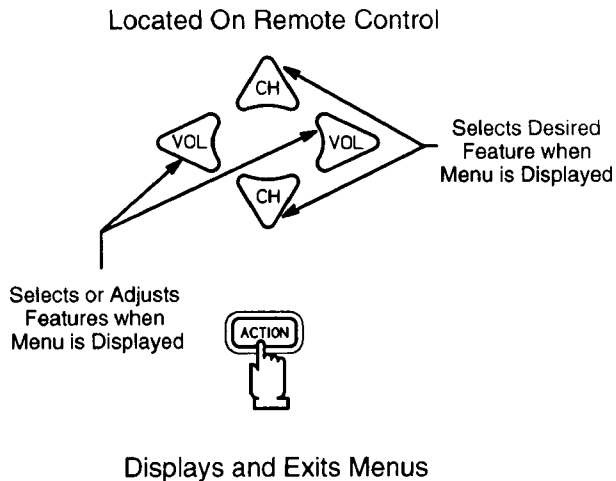 Located On Remote Control
CH
VOL
VOL
CH
Selects Desired
Feature when
Menu is Displayed
Selects or Adjusts
Features when
Menu is Displayed
ACTION
Displays and Exits Menus